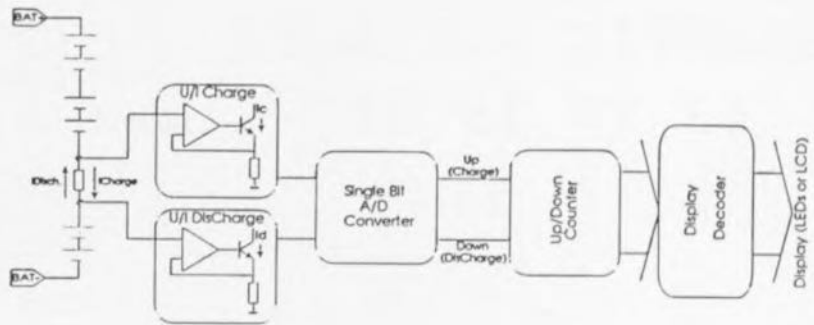 BAT-
U/I Charge
Ic
IDisch.
ICharge
U/I DisCharge
Id
Single Bit
A/D
Converter
Up
(Charge)
Down
(DisCharge)
Up/Down
Counter
Display
Decoder
Display (LEDs or LCD)
BAT-